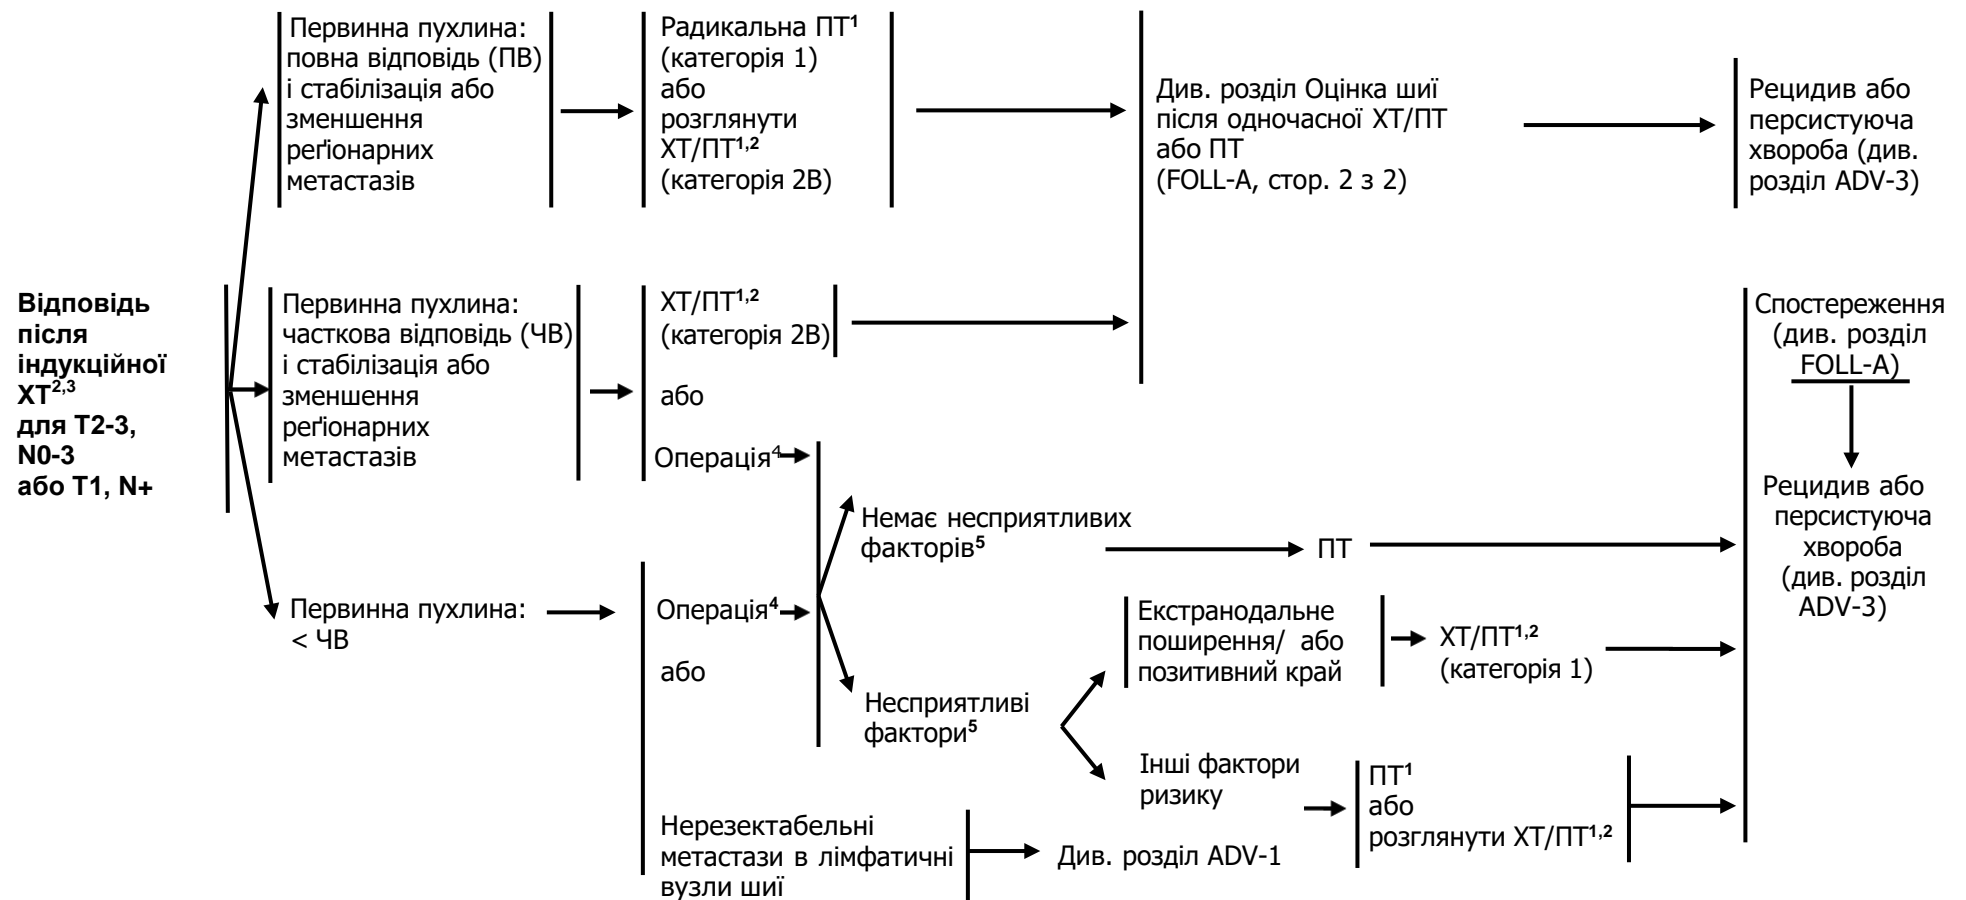 Відповідь
після
індукційної
ХТ2,3
для T2-3,
N0-3
або T1, N+
Первинна пухлина:
повна відповідь (ПВ)
і стабілізація або
зменшення
реґіонарних
метастазів
Радикальна ПТ1
(категорія 1)
або
розглянути
ХТ/ПТ1,2
(категорія 2B)
Див. розділ Оцінка шиї
після одночасної ХТ/ПТ
або ПТ
(FOLL-A, стор. 2 з 2)
Рецидив або
персистуюча
хвороба (див.
розділ ADV-3)
Первинна пухлина:
часткова відповідь (ЧВ)
і стабілізація або
зменшення
реґіонарних
метастазів
ХТ/ПТ1,2
(категорія 2B)
або
Операція4
Первинна пухлина:
< ЧВ
Операція4
або
Нерезектабельні
метастази в лімфатичні
вузли шиї
Див. розділ ADV-1
Немає несприятливих
факторів5
ПТ
Несприятливі
фактори5
Екстранодальне
поширення/ або
позитивний край
ХТ/ПТ1,2
(категорія 1)
Інші фактори
ризику
ПТ1
або
розглянути ХТ/ПТ1,2
Спостереження
(див. розділ
FOLL-A)
Рецидив або
персистуюча
хвороба
(див. розділ
ADV-3)